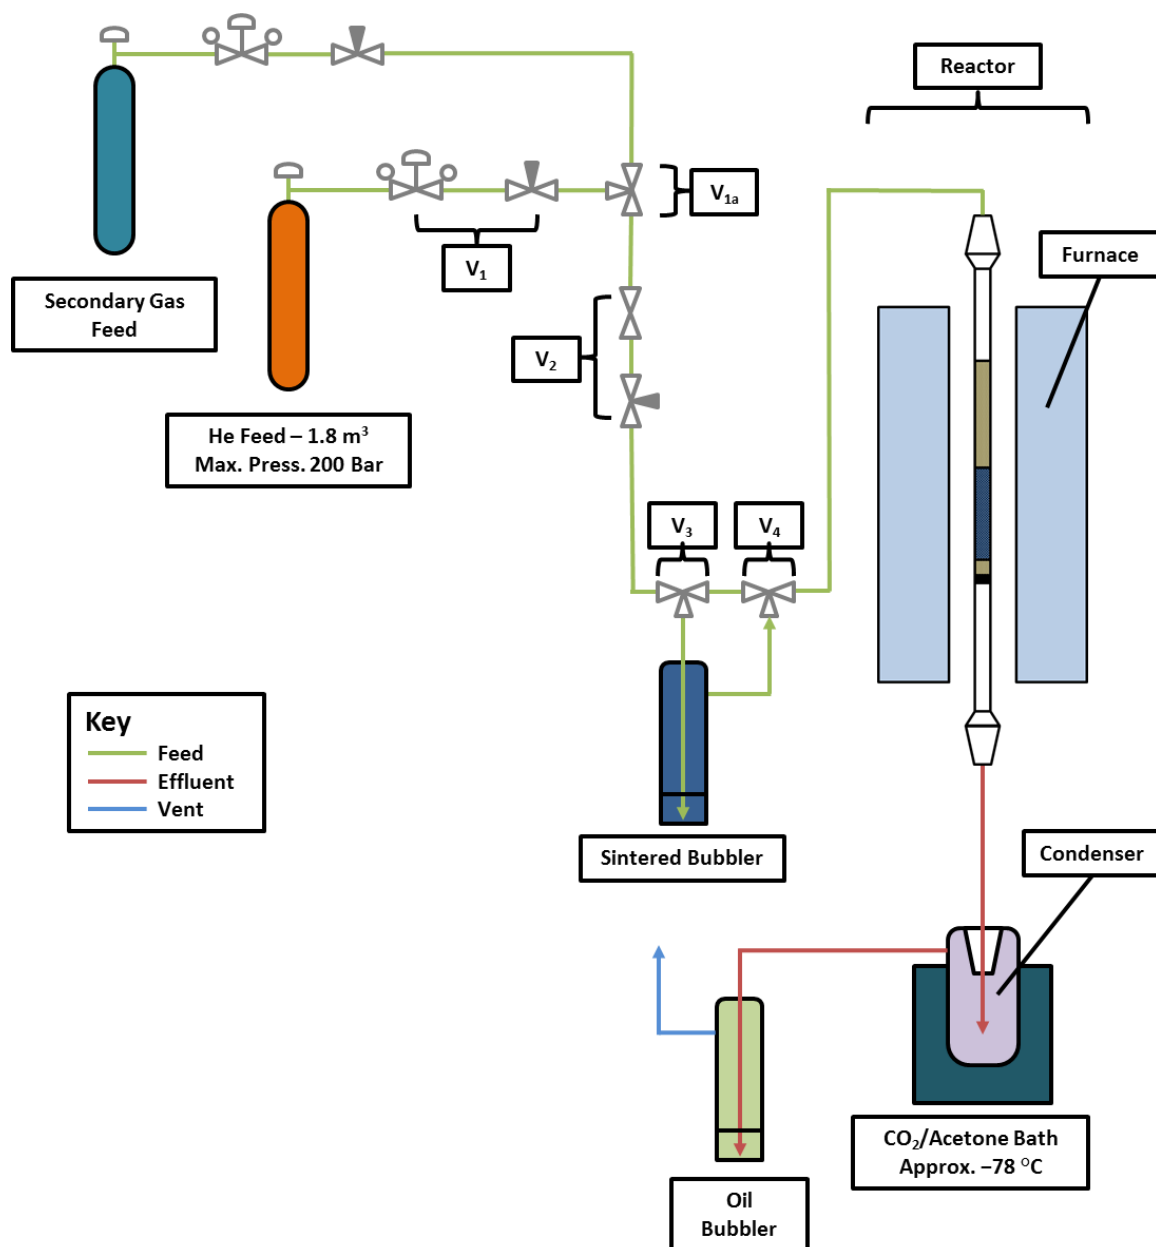 Reactor
V1a
Furnace
V1
Secondary Gas
Feed
V2
He Feed – 1.8 m³
Max. Press. 200 Bar
V3
V4
Key
Feed
Effluent
Vent
Sintered Bubbler
Condenser
CO₂/Acetone Bath
Approx. –78 °C
Oil
Bubbler